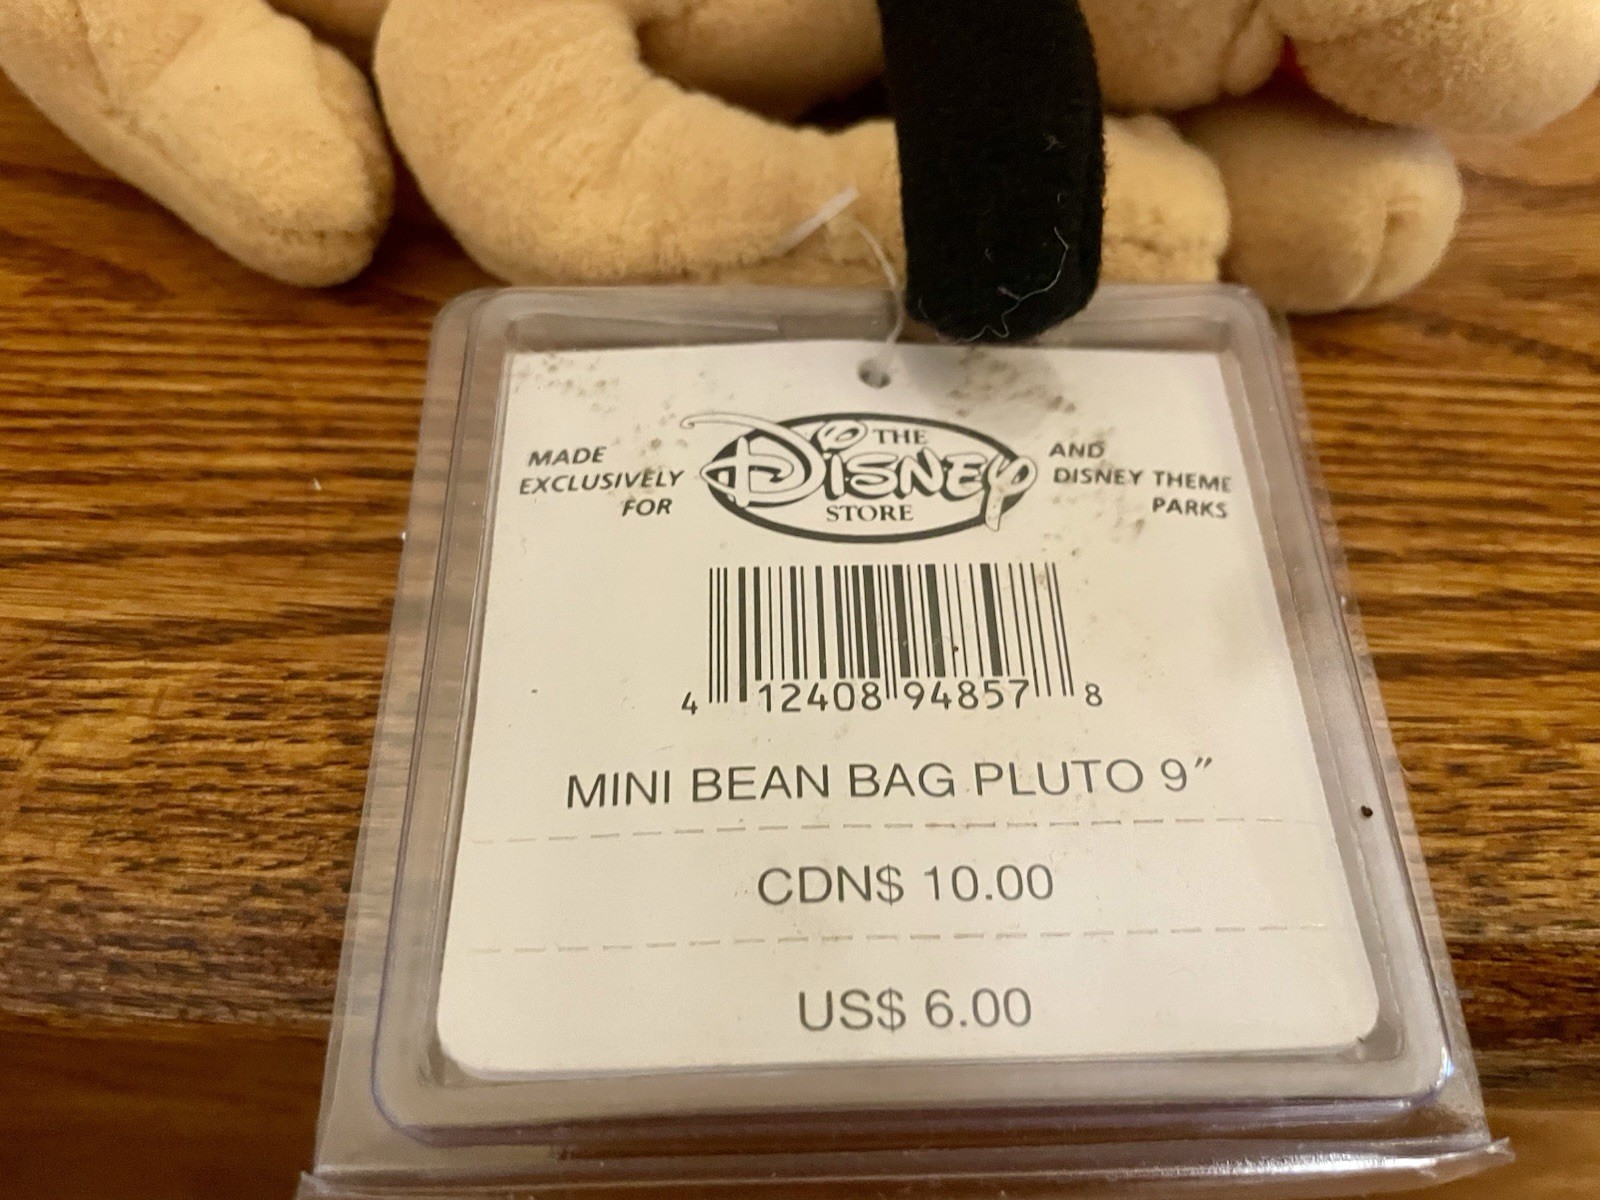 MADE
EXCLUSIVELY
FOR
THE
DISNEY
STORE
AND
DISNEY THEME
PARKS
4 12408 94857 8
MINI BEAN BAG PLUTO 9"
CDN$ 10.00
US$ 6.00